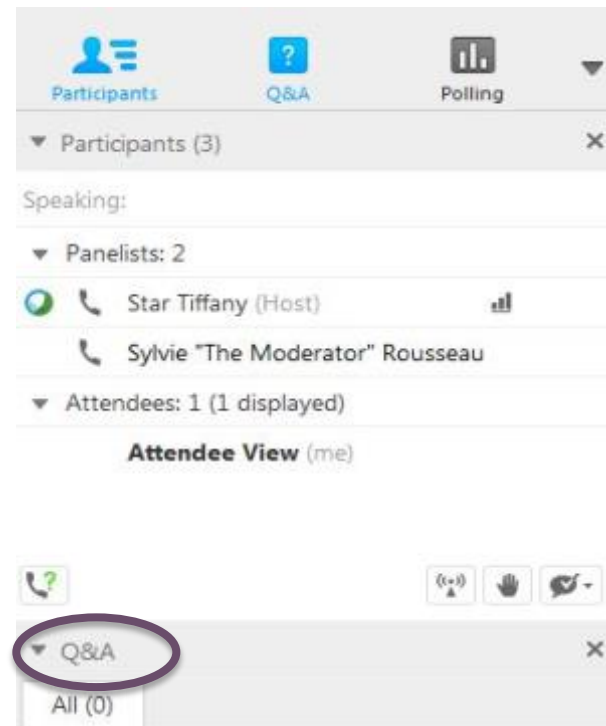 Participants Q&A Polling
Participants (3)
Speaking:
Panelists: 2
Star Tiffany (Host)
Sylvie "The Moderator" Rousseau
Attendees: 1 (1 displayed)
Attendee View (me)
Q&A
All (0)